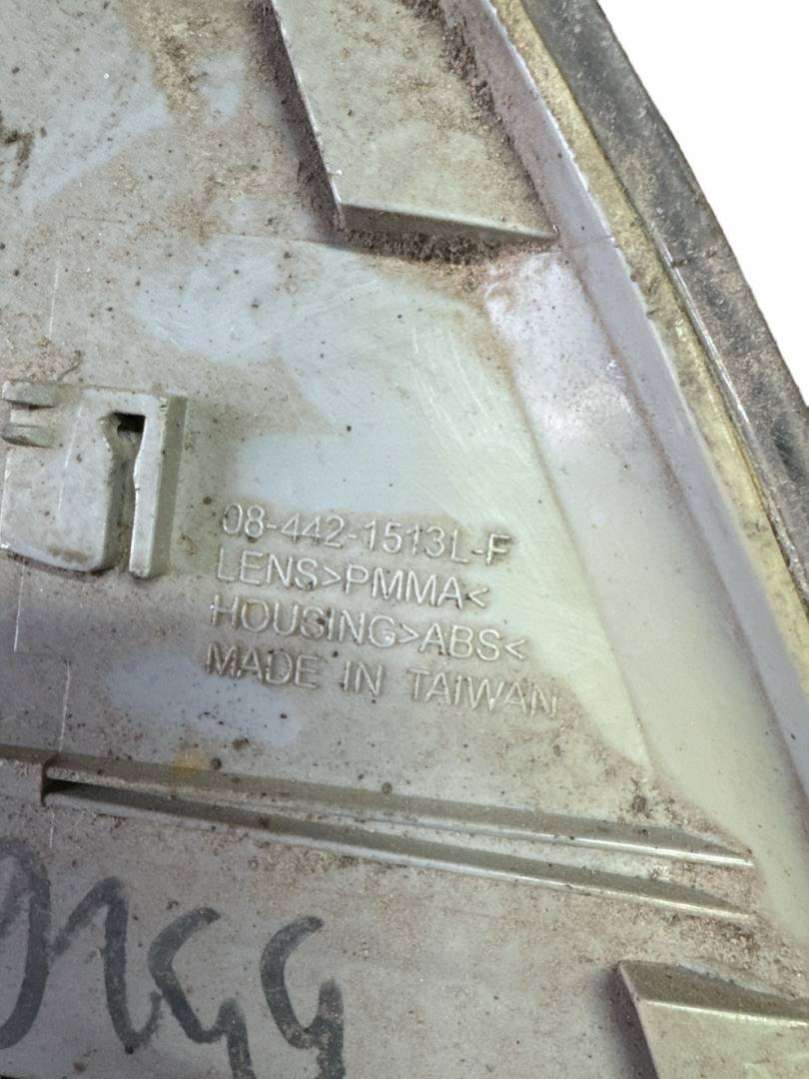 08-442-1513L-F
LENS>PMMA<
HOUSING>ABS<
MADE IN TAIWAN